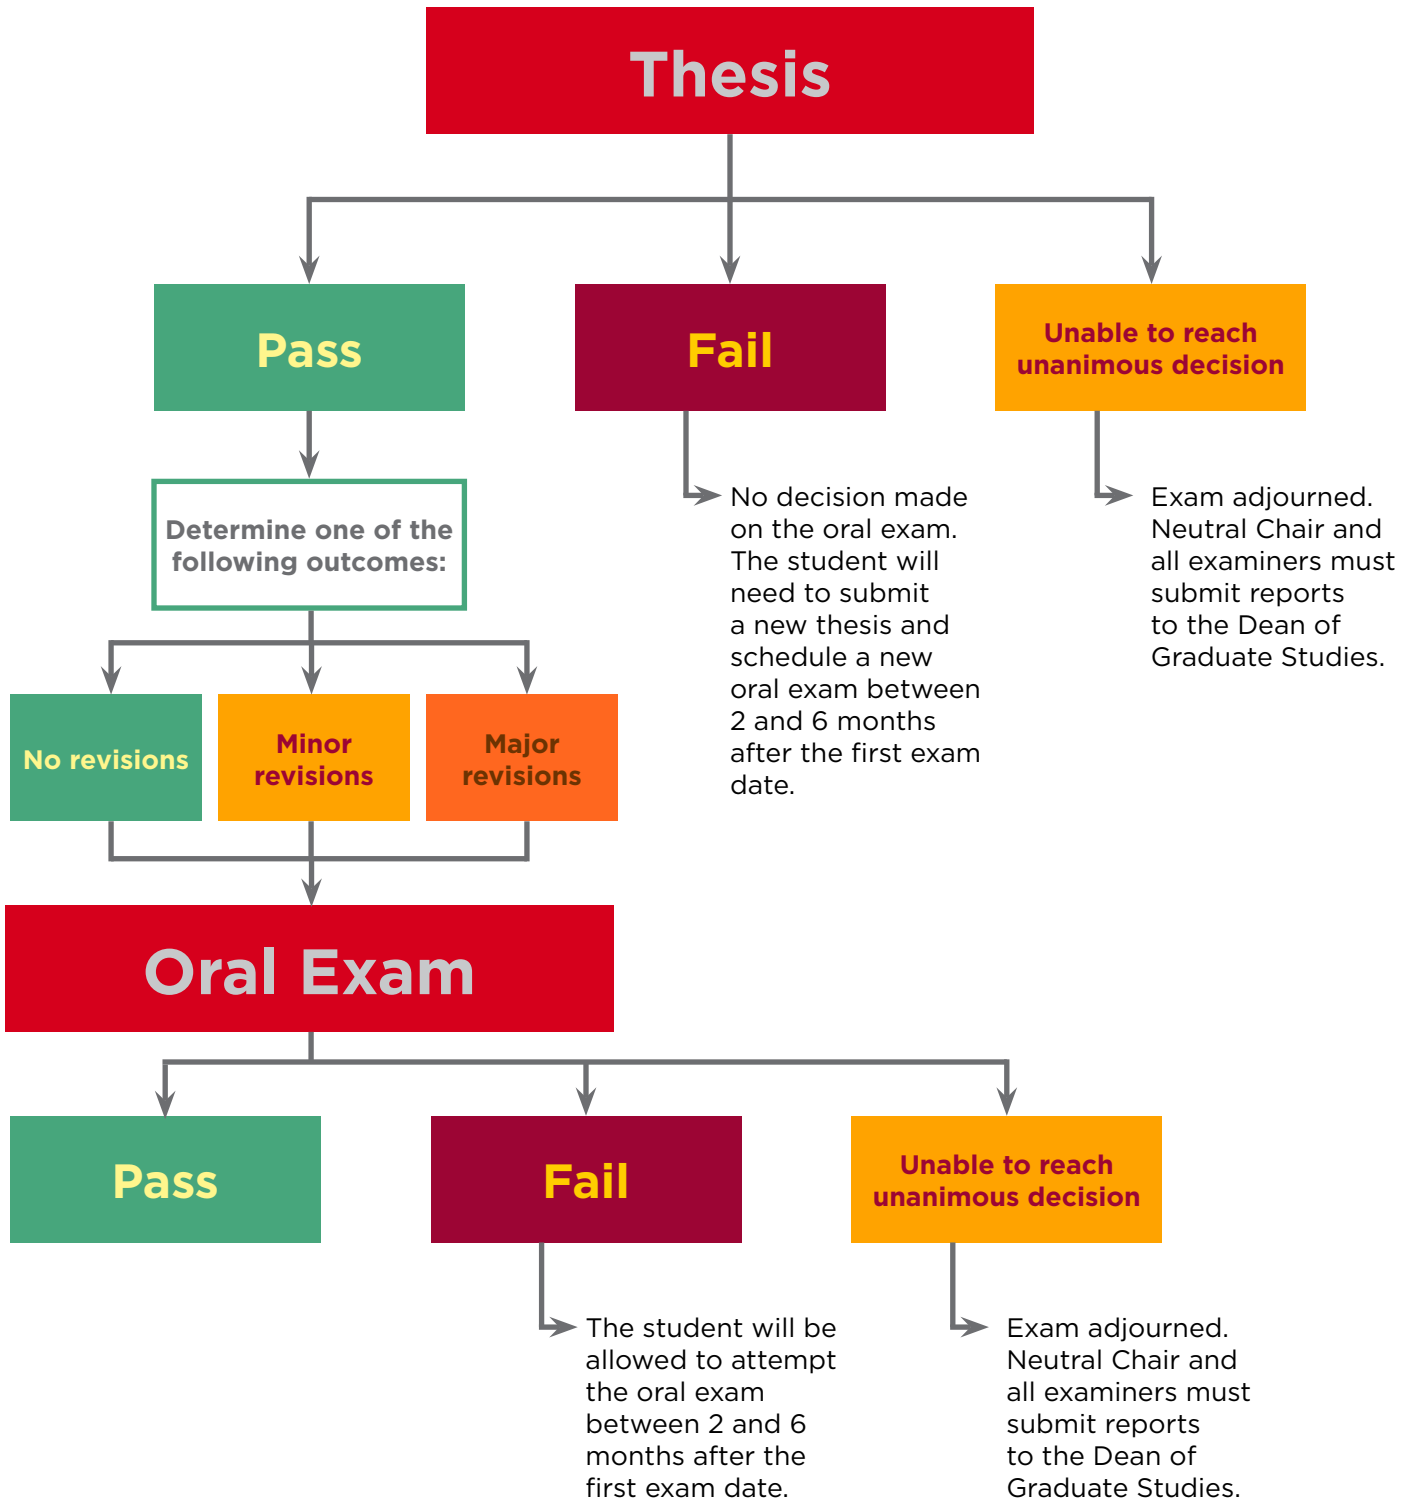 Thesis
Pass
Fail
Unable to reach
unanimous decision
Determine one of the
following outcomes:
No decision made
on the oral exam.
The student will
need to submit
a new thesis and
schedule a new
oral exam between
2 and 6 months
after the first exam
date.
Exam adjourned.
Neutral Chair and
all examiners must
submit reports
to the Dean of
Graduate Studies.
No revisions
Minor
revisions
Major
revisions
Oral Exam
Pass
Fail
Unable to reach
unanimous decision
The student will be
allowed to attempt
the oral exam
between 2 and 6
months after the
first exam date.
Exam adjourned.
Neutral Chair and
all examiners must
submit reports
to the Dean of
Graduate Studies.